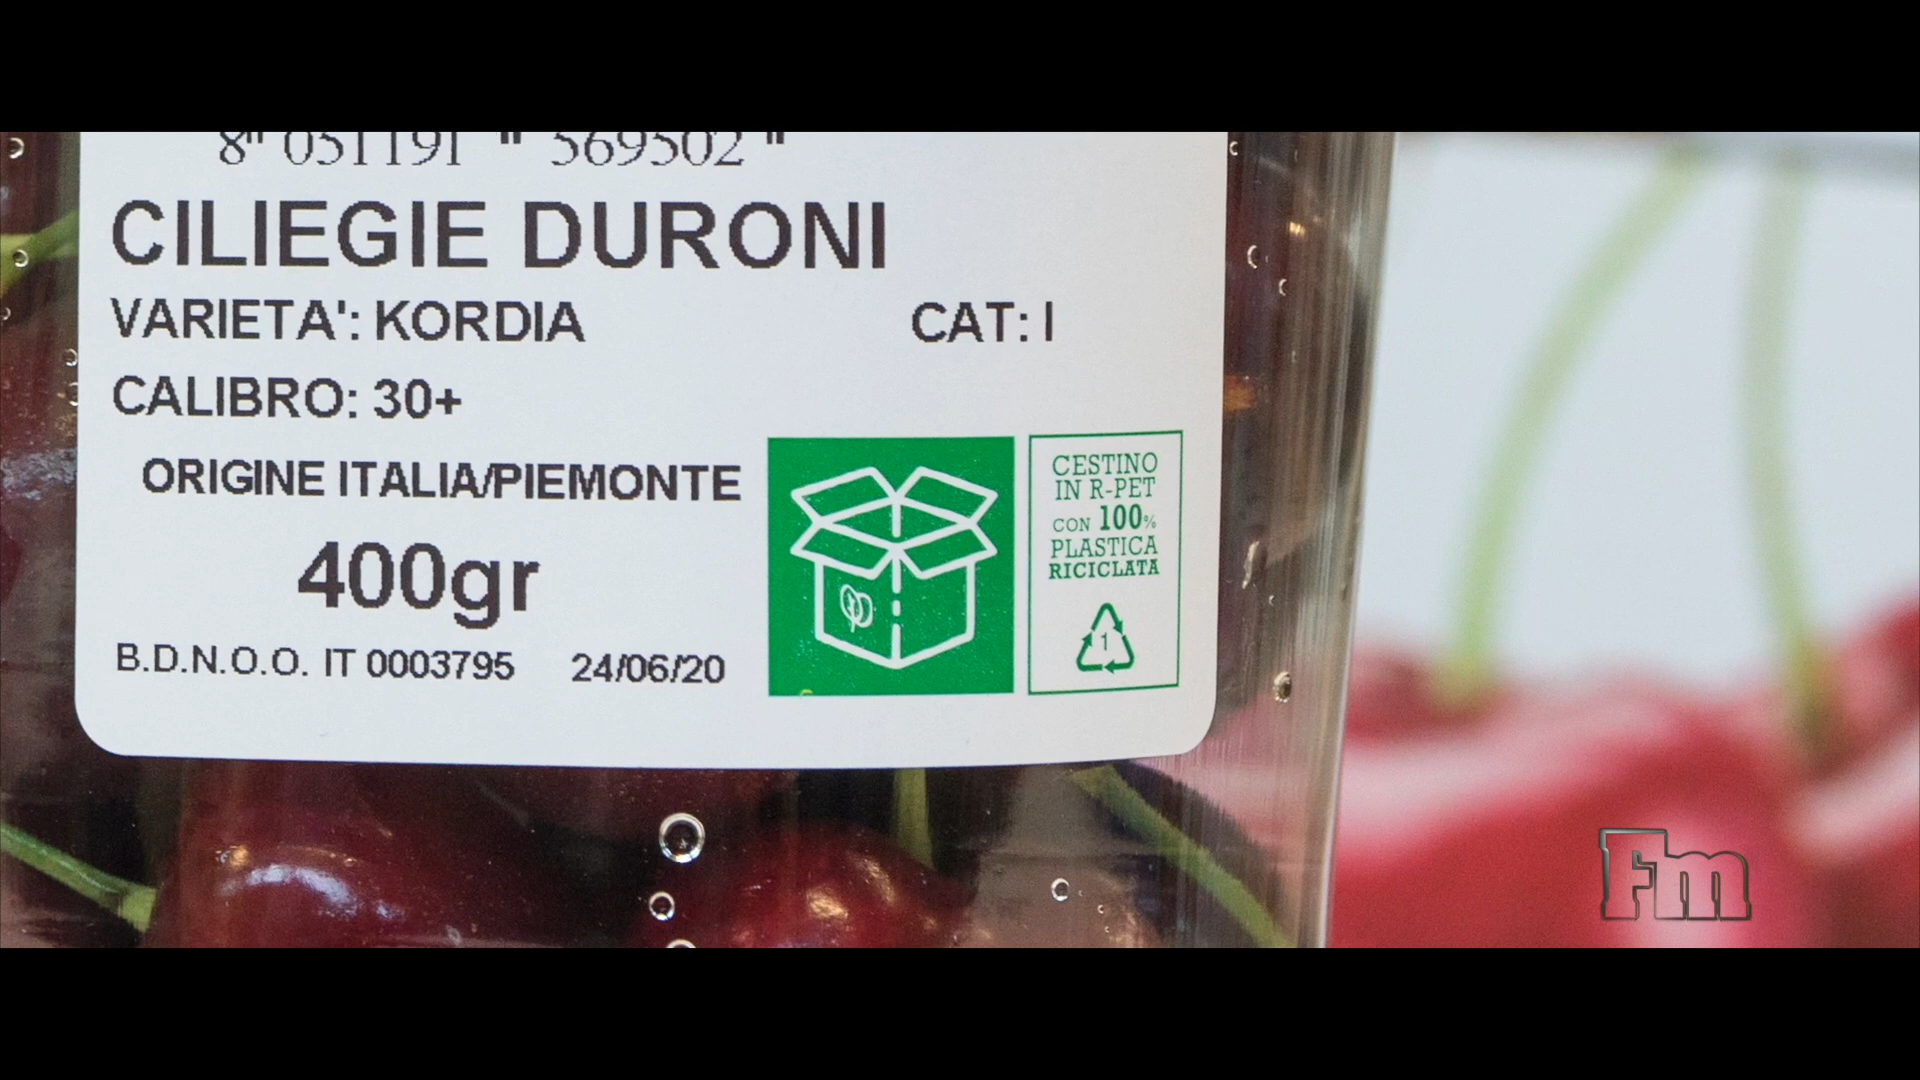 8" 051191 " 569502 "
CILIEGIE DURONI
VARIETA': KORDIA CAT: I
CALIBRO: 30+
ORIGINE ITALIA/PIEMONTE
400gr
B.D.N.O.O. IT 0003795 24/06/20
CESTINO
IN R-PET
CON 100%
PLASTICA
RICICLATA
1
Fm